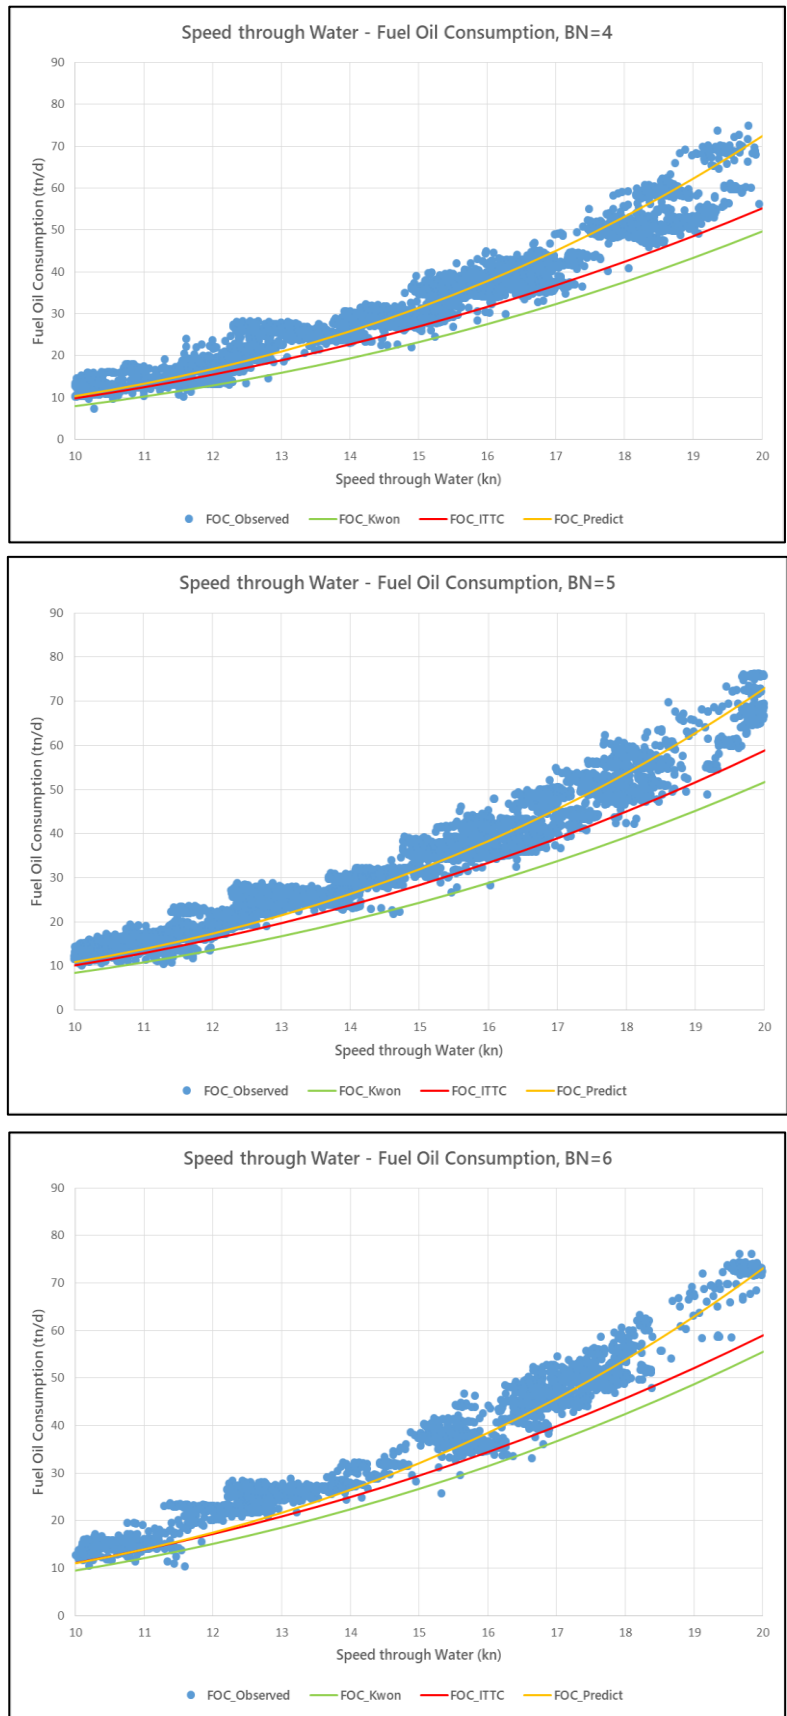 Speed through Water - Fuel Oil Consumption, BN=4
Fuel Oil Consumption (tn/d)
90
80
70
60
50
40
30
20
10
0
10 11 12 13 14 15 16 17 18 19 20
Speed through Water (kn)
FOC_Observed FOC_Kwon FOC_ITTC FOC_Predict
Speed through Water - Fuel Oil Consumption, BN=5
Fuel Oil Consumption (tn/d)
90
80
70
60
50
40
30
20
10
0
10 11 12 13 14 15 16 17 18 19 20
Speed through Water (kn)
FOC_Observed FOC_Kwon FOC_ITTC FOC_Predict
Speed through Water - Fuel Oil Consumption, BN=6
Fuel Oil Consumption (tn/d)
90
80
70
60
50
40
30
20
10
0
10 11 12 13 14 15 16 17 18 19 20
Speed through Water (kn)
FOC_Observed FOC_Kwon FOC_ITTC FOC_Predict